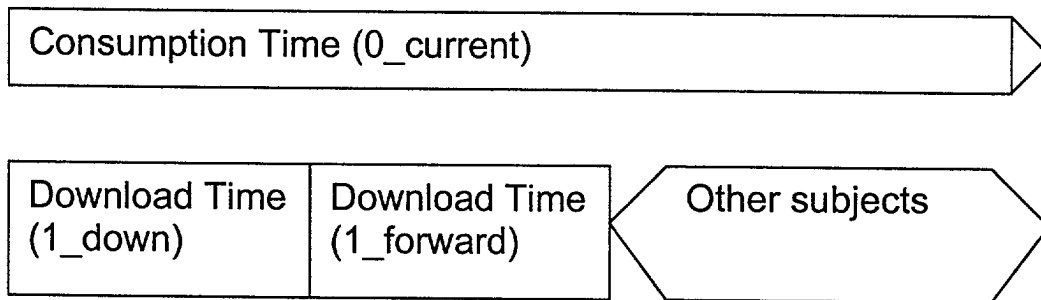 Consumption Time (0_current)
Download Time
(1_down)
Download Time
(1_forward)
Other subjects